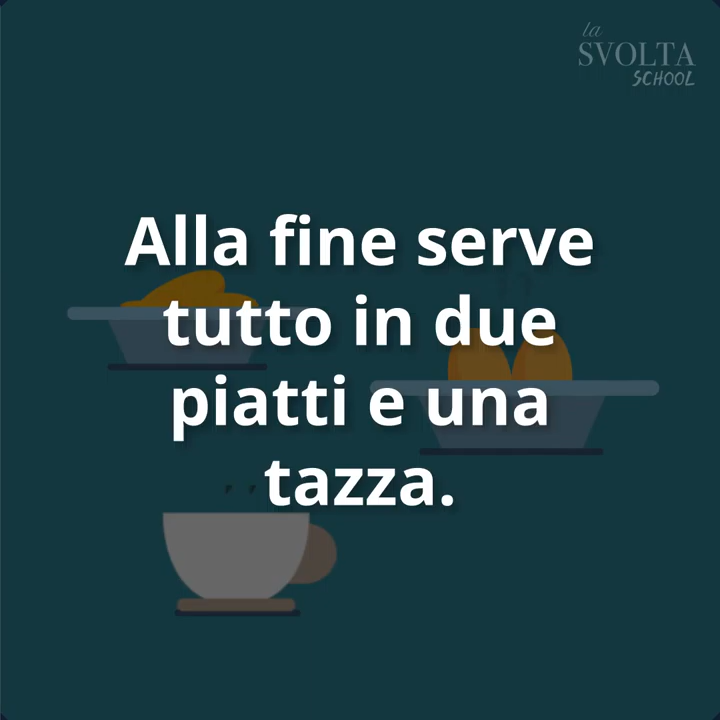 la
SVOLTA
SCHOOL
Alla fine serve
tutto in due
piatti e una
tazza.